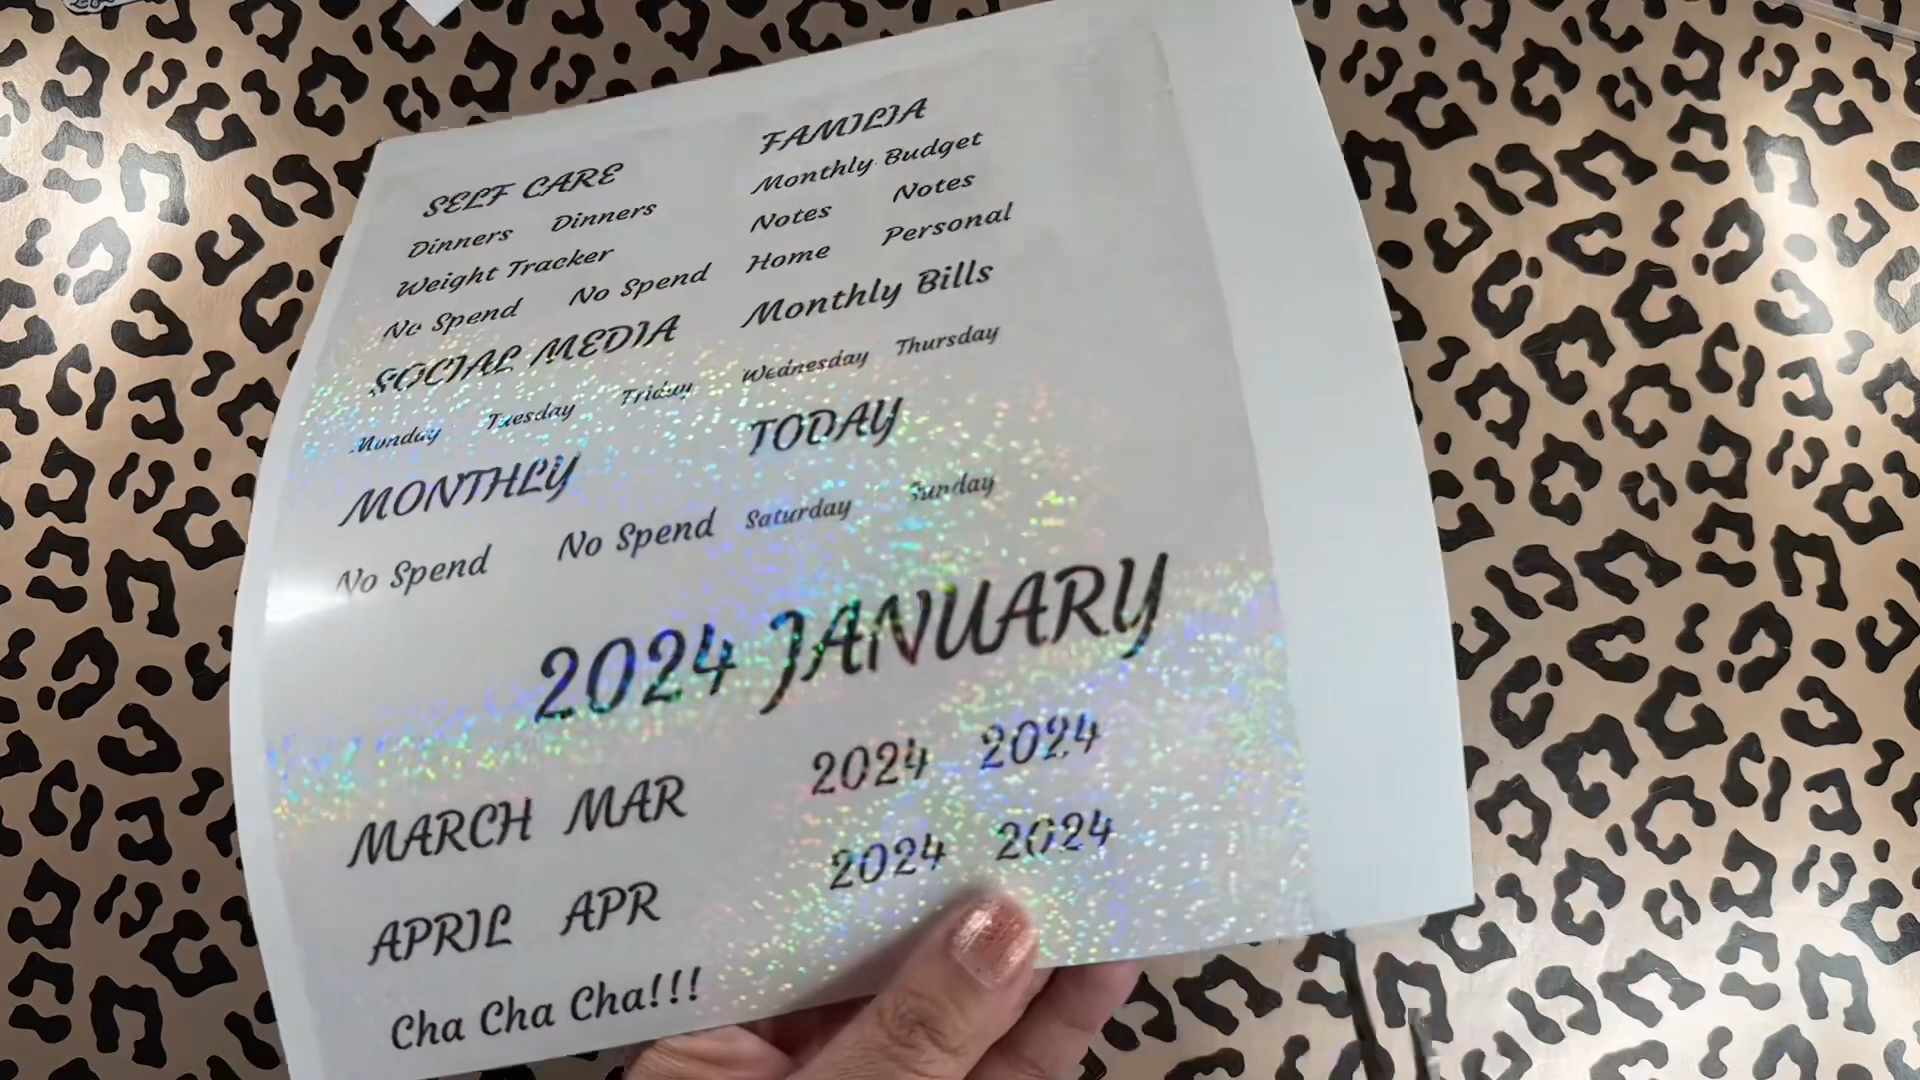 SELF CARE
Dinners Dinners
Weight Tracker
No Spend No Spend
SOCIAL MEDIA
Monday Tuesday Friday
MONTHLY
No Spend No Spend
FAMILIA
Monthly Budget
Notes Notes
Home Personal
Monthly Bills
Wednesday Thursday
TODAY
Saturday Sunday
2024 JANUARY
MARCH MAR
2024 2024
APRIL APR
2024 2024
Cha Cha Cha!!!